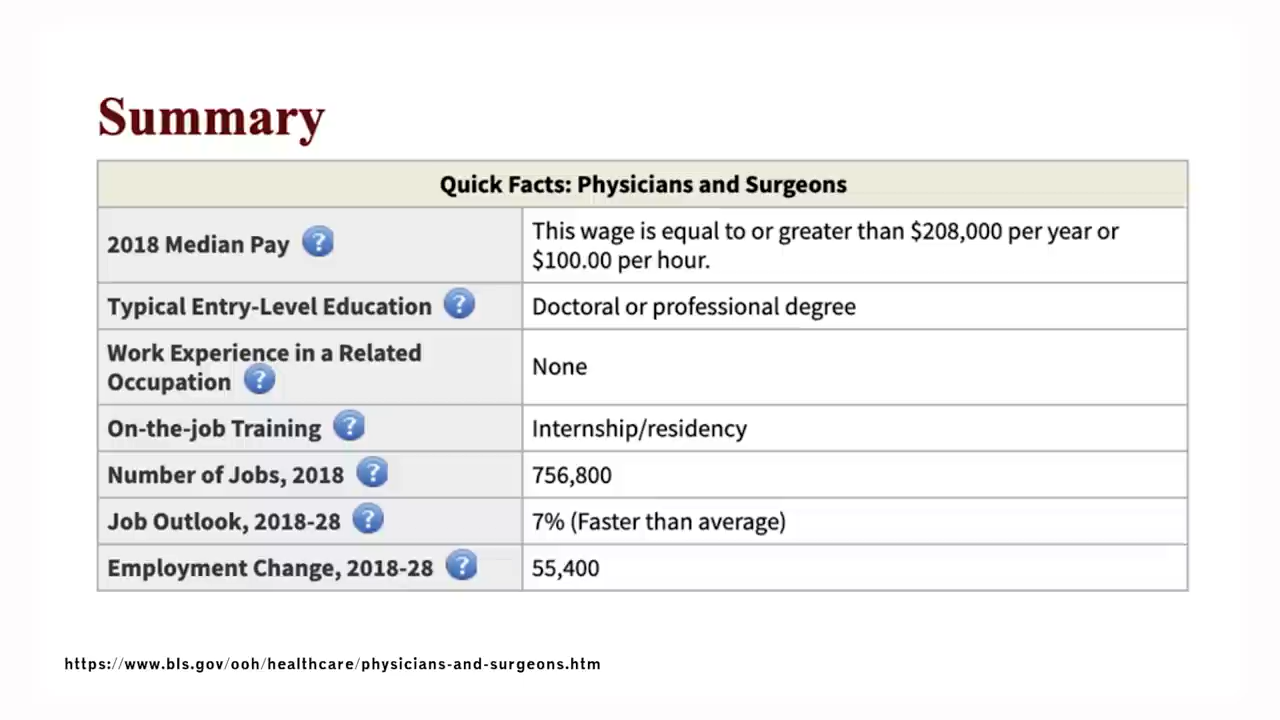 Summary
Quick Facts: Physicians and Surgeons
2018 Median Pay ?
This wage is equal to or greater than $208,000 per year or
$100.00 per hour.
Typical Entry-Level Education ?
Doctoral or professional degree
Work Experience in a Related
Occupation ?
None
On-the-job Training ?
Internship/residency
Number of Jobs, 2018 ?
756,800
Job Outlook, 2018-28 ?
7% (Faster than average)
Employment Change, 2018-28 ?
55,400
https://www.bls.gov/ooh/healthcare/physicians-and-surgeons.htm